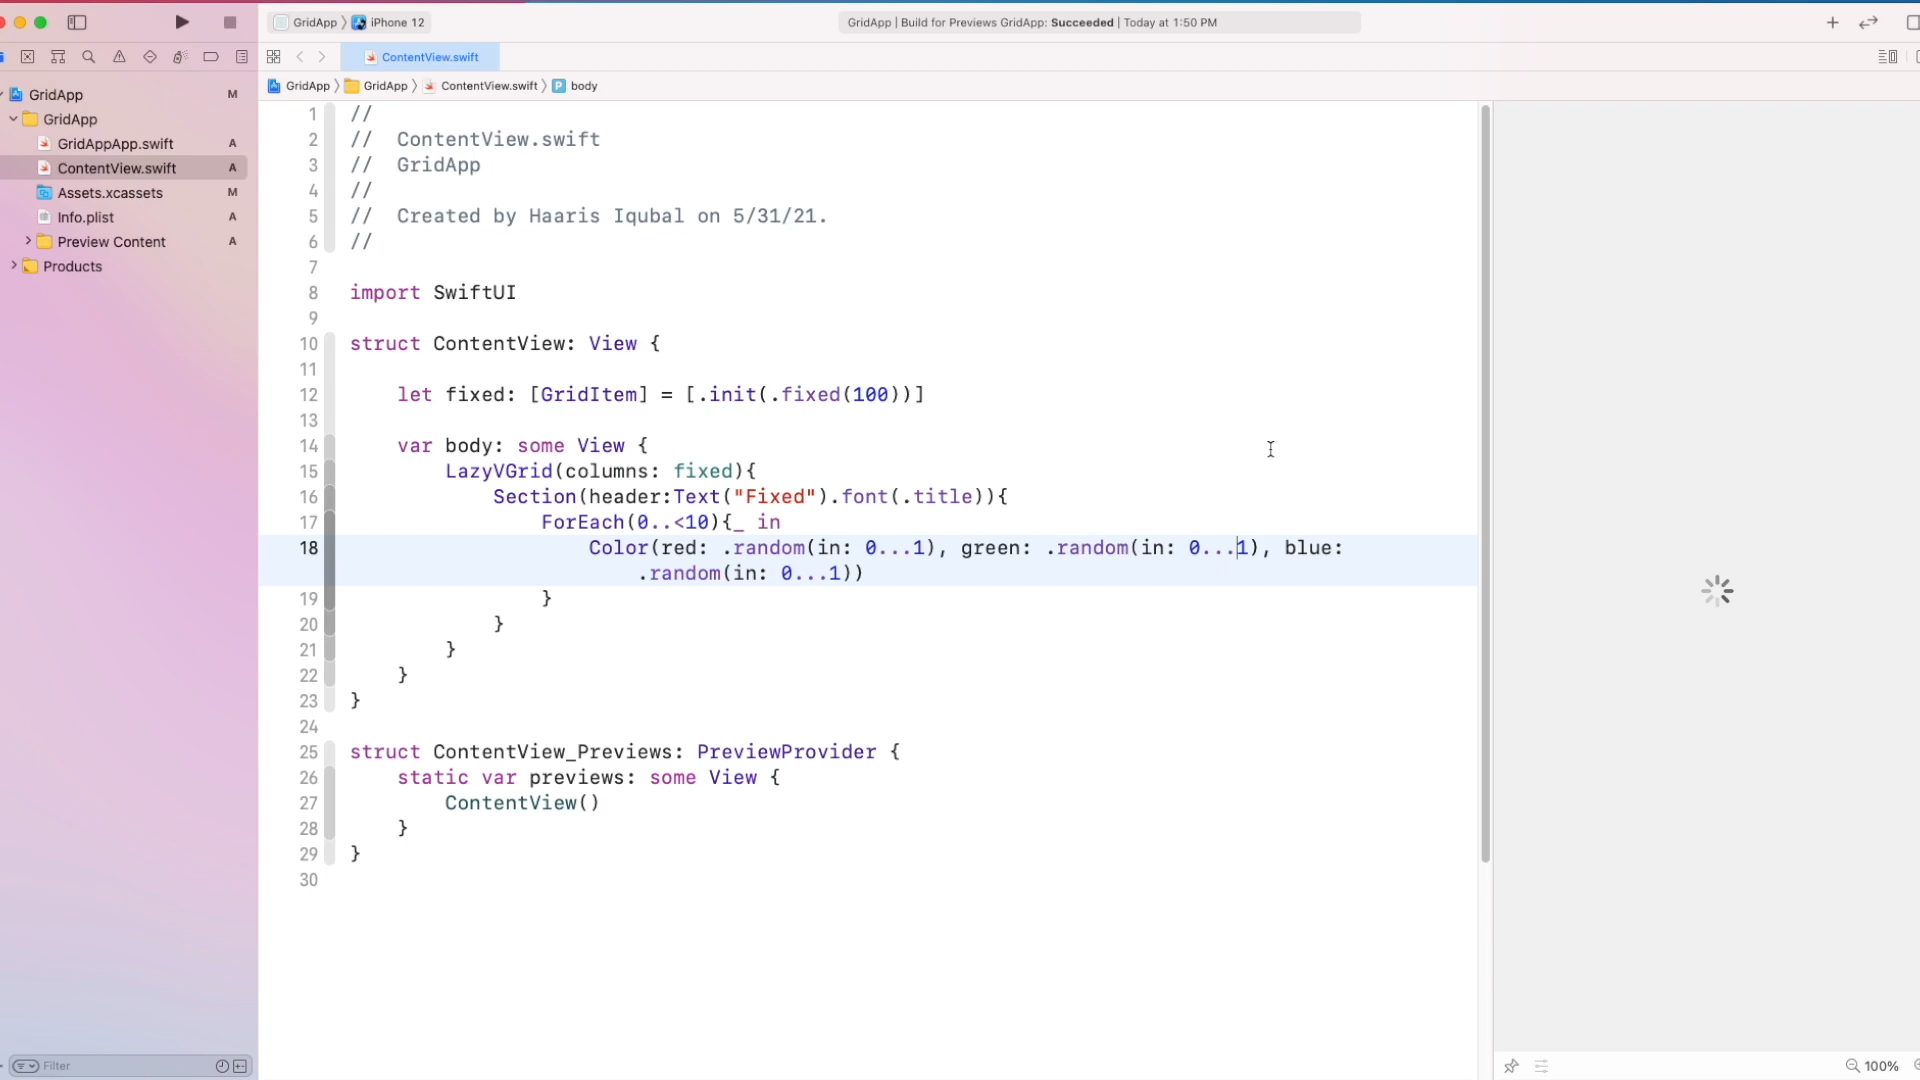 GridApp
iPhone 12
GridApp | Build for Previews GridApp: Succeeded | Today at 1:50 PM
ContentView.swift
GridApp
GridApp
ContentView.swift
body
GridApp M
GridApp
GridAppApp.swift A
ContentView.swift A
Assets.xcassets M
Info.plist A
Preview Content A
Products
1 //
2 //  ContentView.swift
3 //  GridApp
4 //
5 //  Created by Haaris Iqubal on 5/31/21.
6 //
7
8 import SwiftUI
9
10 struct ContentView: View {
11
12     let fixed: [GridItem] = [.init(.fixed(100))]
13
14     var body: some View {
15         LazyVGrid(columns: fixed){
16             Section(header:Text("Fixed").font(.title)){
17                 ForEach(0..<10){_ in
18                     Color(red: .random(in: 0...1), green: .random(in: 0...1), blue:
.random(in: 0...1))
19                 }
20             }
21         }
22     }
23 }
24
25 struct ContentView_Previews: PreviewProvider {
26     static var previews: some View {
27         ContentView()
28     }
29 }
30
Filter
100%